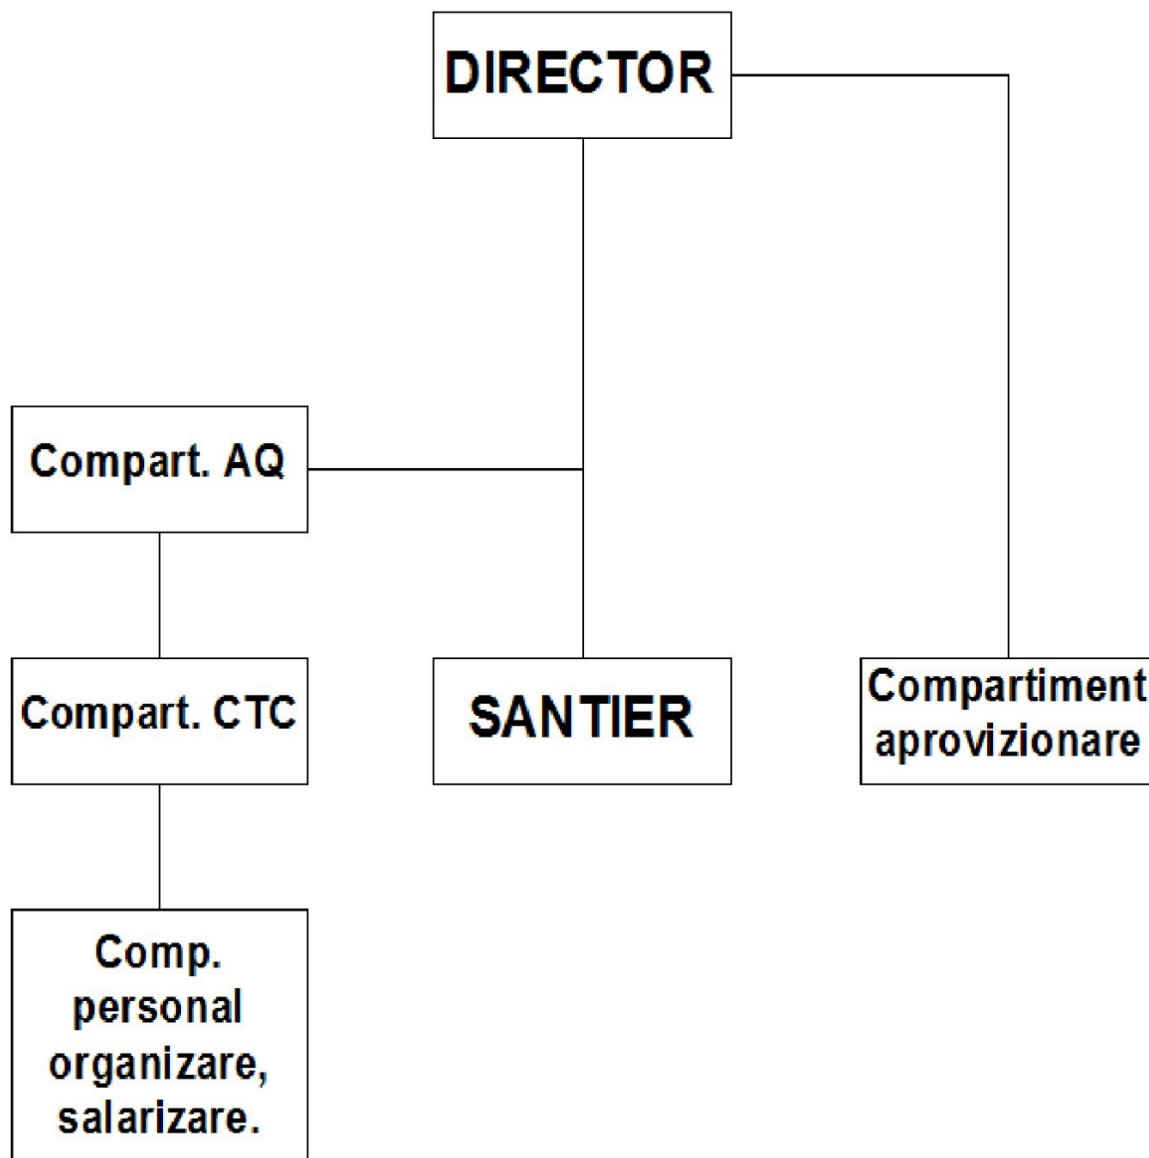 DIRECTOR
Compart. AQ
Compart. CTC
SANTIER
Compartiment
aprovizionare
Comp.
personal
organizare,
salarizare.